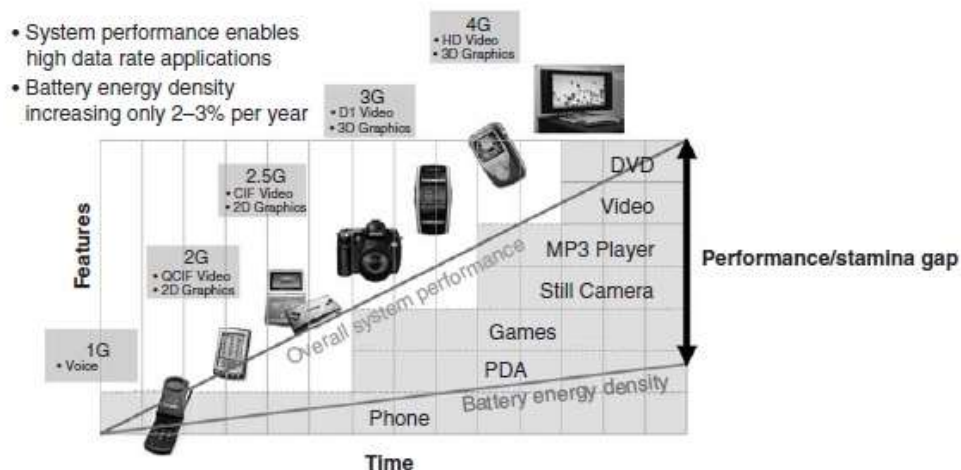 • System performance enables
high data rate applications
• Battery energy density
increasing only 2–3% per year
4G
• HD Video
• 3D Graphics
3G
• D1 Video
• 3D Graphics
2.5G
• CIF Video
• 2D Graphics
2G
• QCIF Video
• 2D Graphics
1G
• Voice
Features
Overall system performance
DVD
Video
MP3 Player
Still Camera
Games
PDA
Battery energy density
Phone
Performance/stamina gap
Time